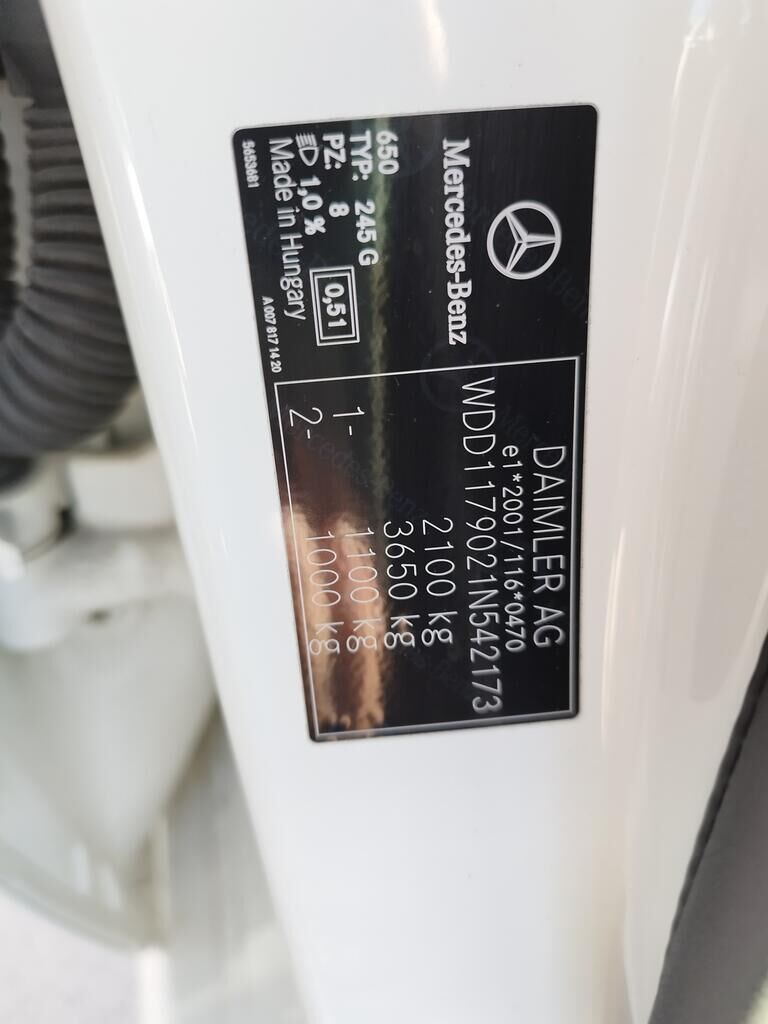 Mercedes-Benz
650
TYP: 245 G
PZ: 8
1,0 %
0,51
Made in Hungary
5653681
A 007 817 14 20
DAIMLER AG
e1*2001/116*0470
WDD1179021N542173
2100 kg
3650 kg
1- 1100 kg
2- 1000 kg